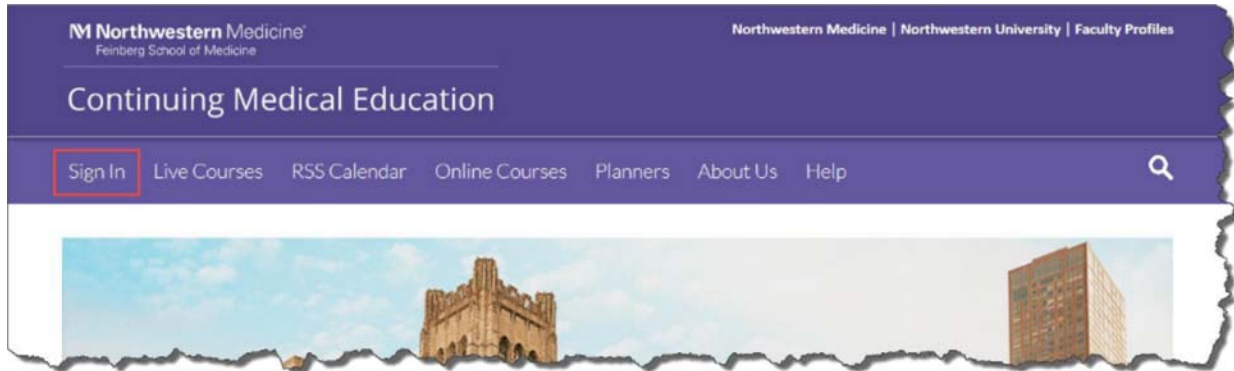 Northwestern Medicine®
Feinberg School of Medicine
Northwestern Medicine | Northwestern University | Faculty Profiles
Continuing Medical Education
Sign In Live Courses RSS Calendar Online Courses Planners About Us Help